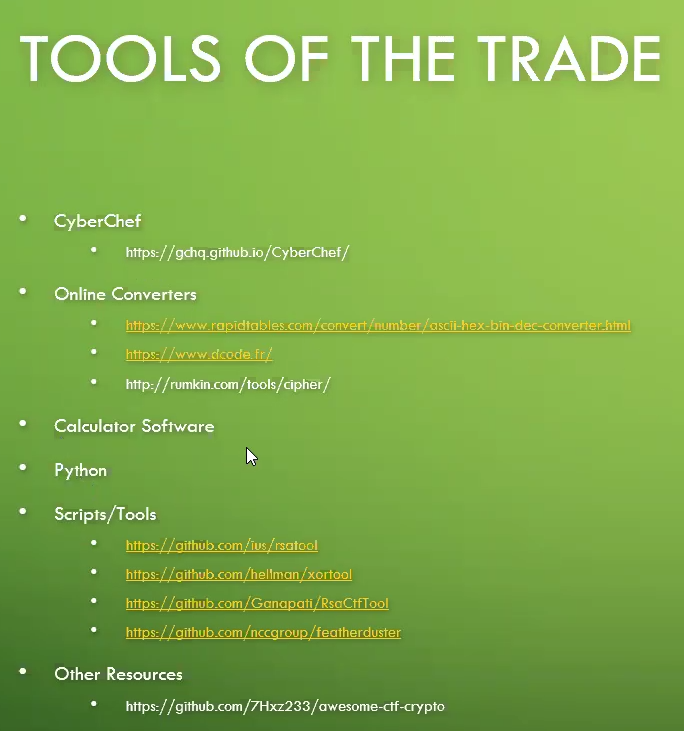 TOOLS OF THE TRADE
• CyberChef
• https://gchq.github.io/CyberChef/
• Online Converters
• https://www.rapidtables.com/convert/number/ascii-hex-bin-dec-converter.html
• https://www.dcode.fr/
• http://rumkin.com/tools/cipher/
• Calculator Software
• Python
• Scripts/Tools
• https://github.com/ius/rsatool
• https://github.com/hellman/xortool
• https://github.com/Ganapati/RsaCtfTool
• https://github.com/nccgroup/featherduster
• Other Resources
• https://github.com/7Hxz233/awesome-ctf-crypto